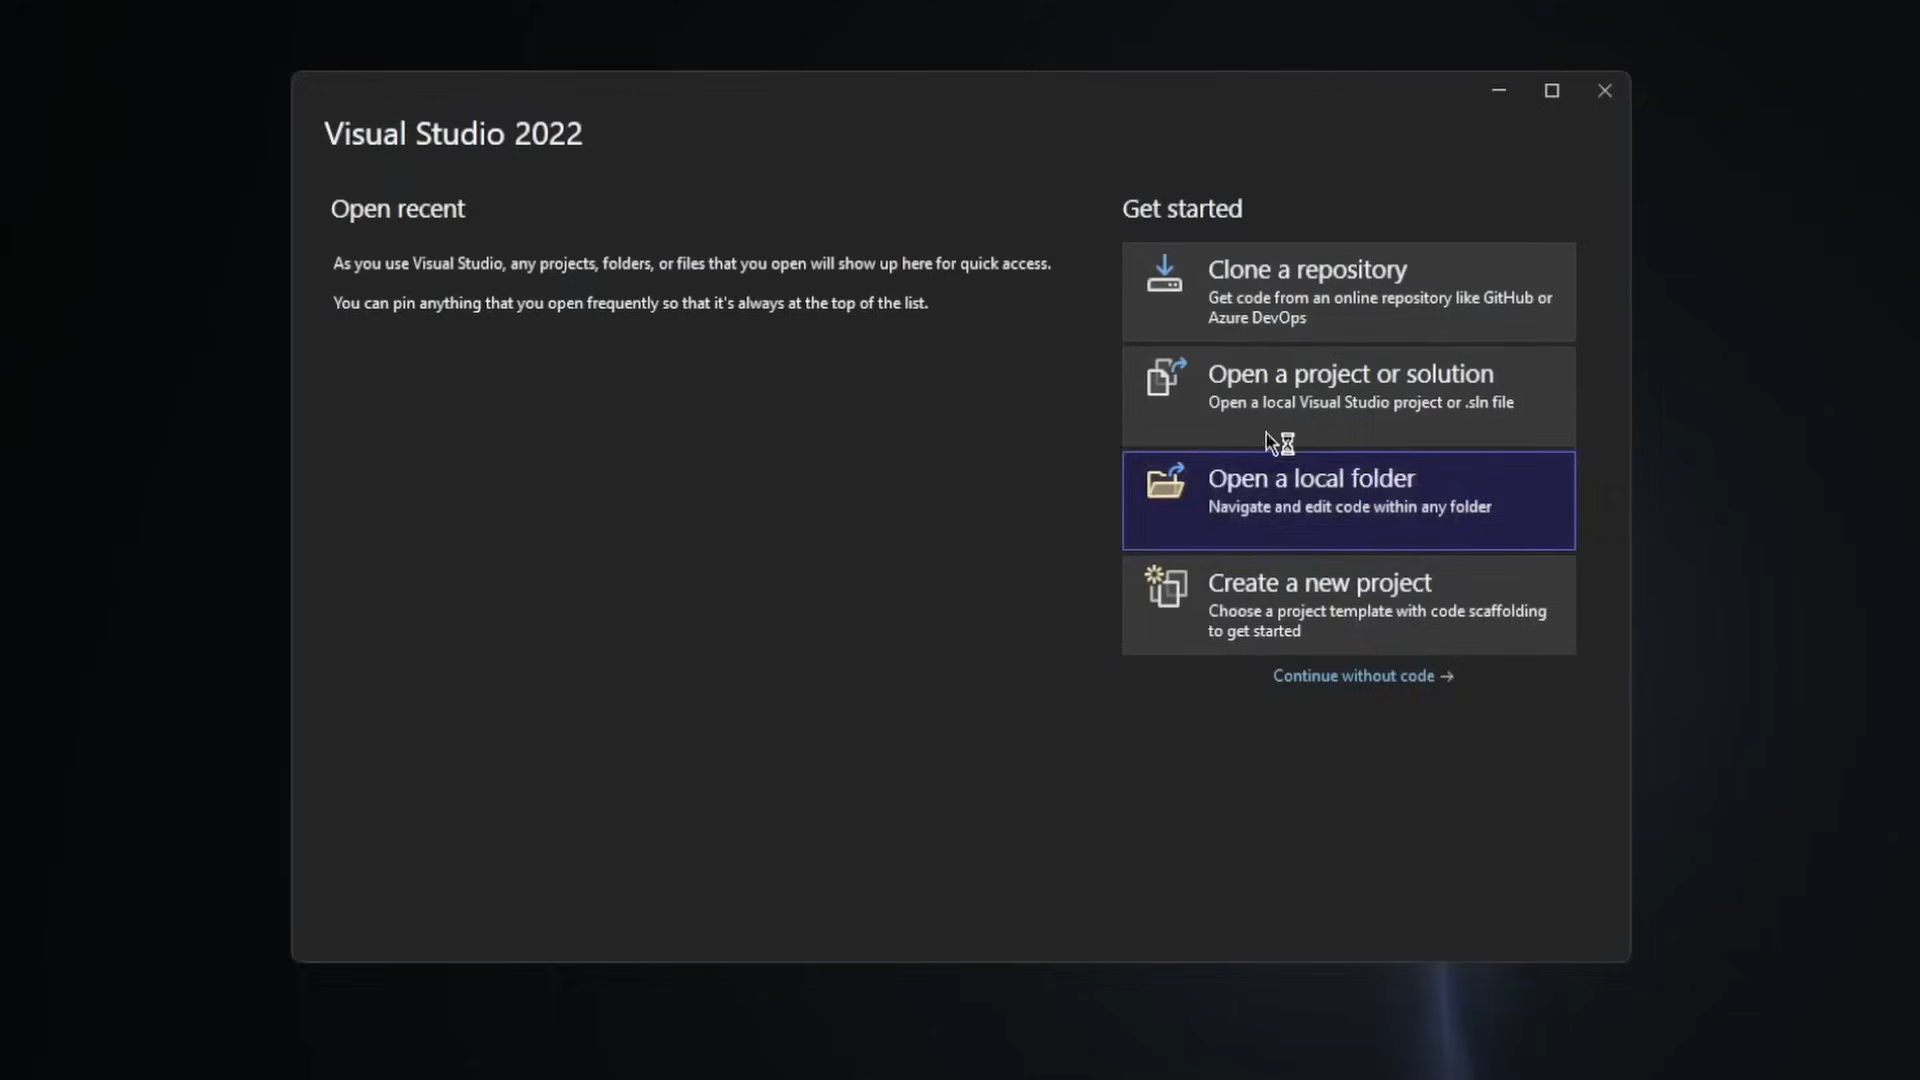 Visual Studio 2022
Open recent
As you use Visual Studio, any projects, folders, or files that you open will show up here for quick access.
You can pin anything that you open frequently so that it's always at the top of the list.
Get started
Clone a repository
Get code from an online repository like GitHub or
Azure DevOps
Open a project or solution
Open a local Visual Studio project or .sln file
Open a local folder
Navigate and edit code within any folder
Create a new project
Choose a project template with code scaffolding
to get started
Continue without code →